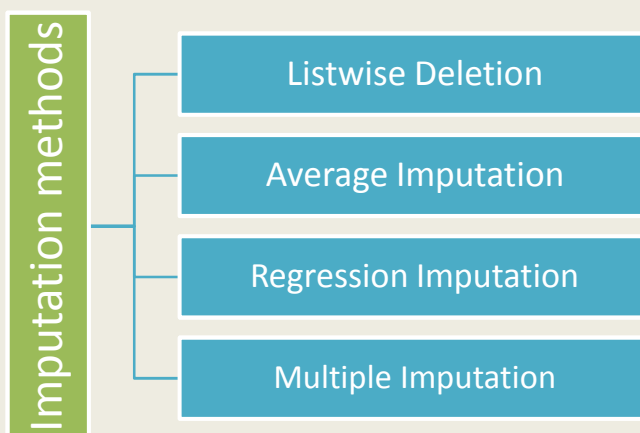 Imputation methods
Listwise Deletion
Average Imputation
Regression Imputation
Multiple Imputation